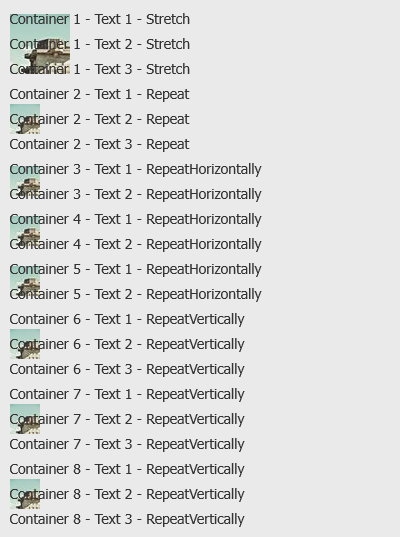 Container 1 - Text 1 - Stretch
Container 1 - Text 2 - Stretch
Container 1 - Text 3 - Stretch
Container 2 - Text 1 - Repeat
Container 2 - Text 2 - Repeat
Container 2 - Text 3 - Repeat
Container 3 - Text 1 - RepeatHorizontally
Container 3 - Text 2 - RepeatHorizontally
Container 4 - Text 1 - RepeatHorizontally
Container 4 - Text 2 - RepeatHorizontally
Container 5 - Text 1 - RepeatHorizontally
Container 5 - Text 2 - RepeatHorizontally
Container 6 - Text 1 - RepeatVertically
Container 6 - Text 2 - RepeatVertically
Container 6 - Text 3 - RepeatVertically
Container 7 - Text 1 - RepeatVertically
Container 7 - Text 2 - RepeatVertically
Container 7 - Text 3 - RepeatVertically
Container 8 - Text 1 - RepeatVertically
Container 8 - Text 2 - RepeatVertically
Container 8 - Text 3 - RepeatVertically